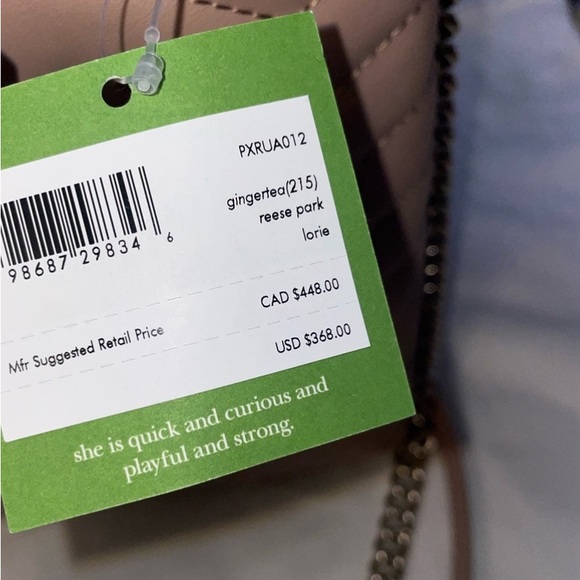 PXRUA012
gingertea(215)
reese park
lorie
98687 29834 6
CAD $448.00
Mfr Suggested Retail Price
USD $368.00
she is quick and curious and
playful and strong.